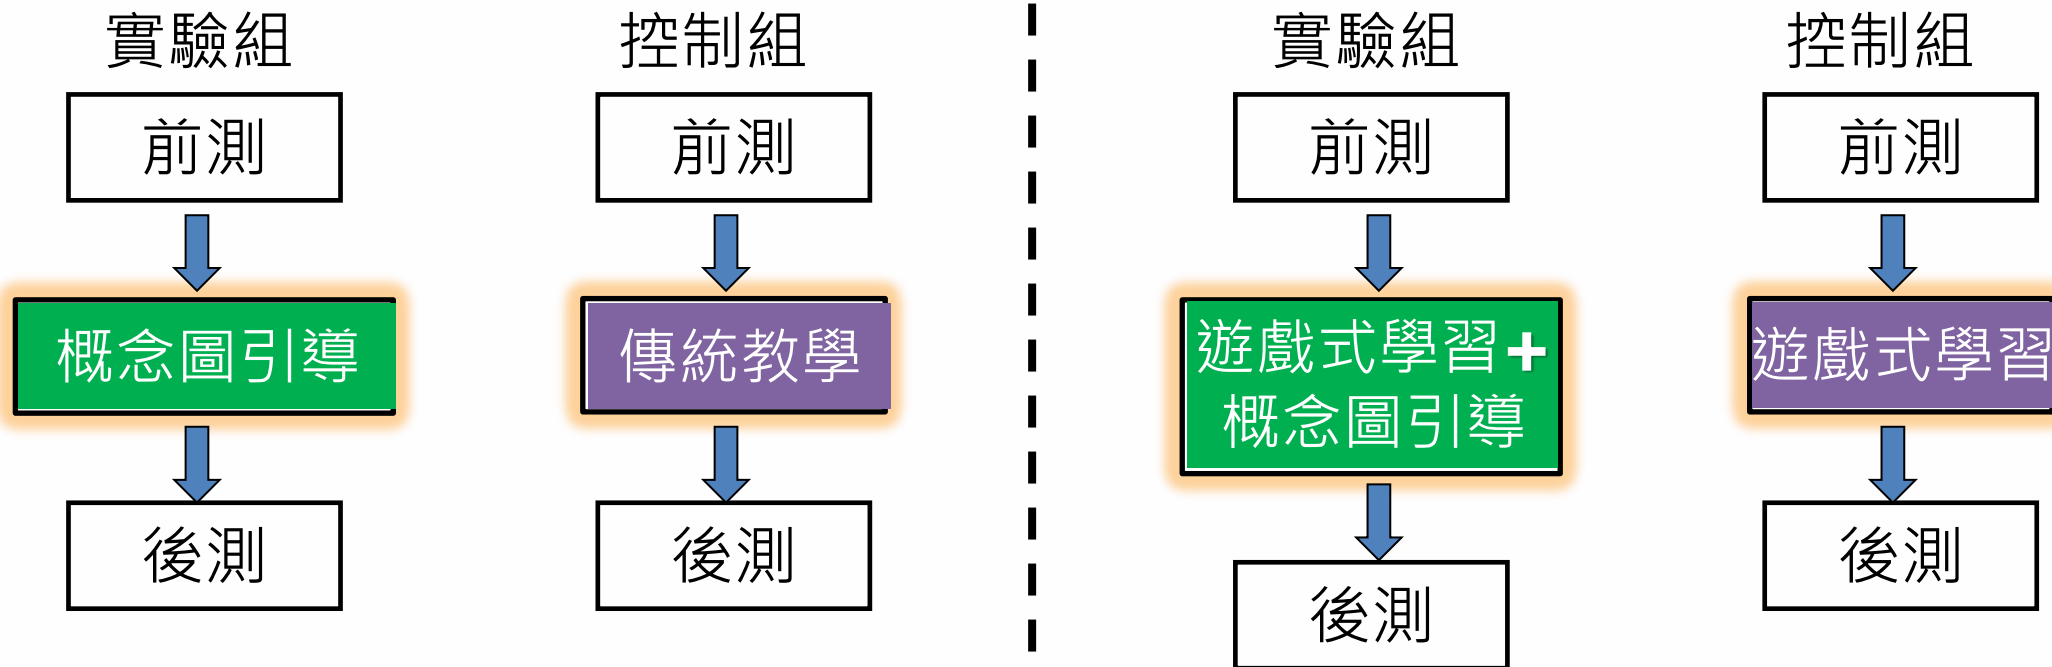 實驗組
前測
概念圖引導
後測
控制組
前測
傳統教學
後測
實驗組
前測
遊戲式學習+
概念圖引導
後測
控制組
前測
遊戲式學習
後測